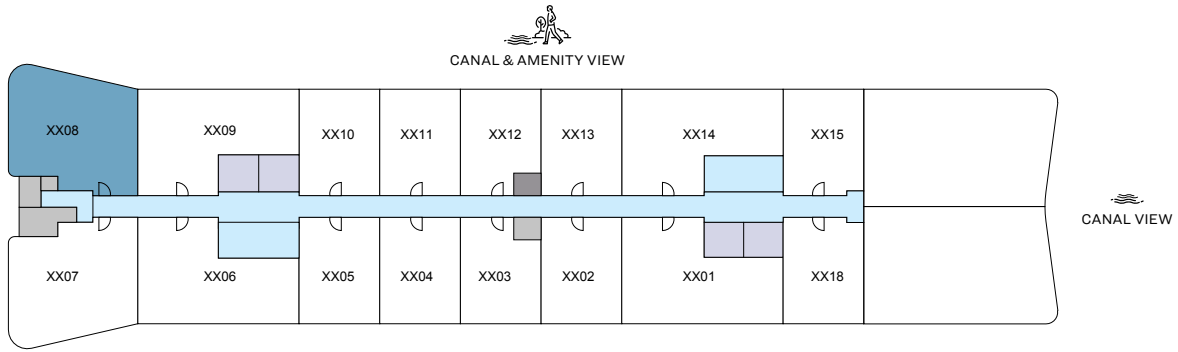 CANAL & AMENITY VIEW
XX08
XX09
XX10
XX11
XX12
XX13
XX14
XX15
CANAL VIEW
XX07
XX06
XX05
XX04
XX03
XX02
XX01
XX18